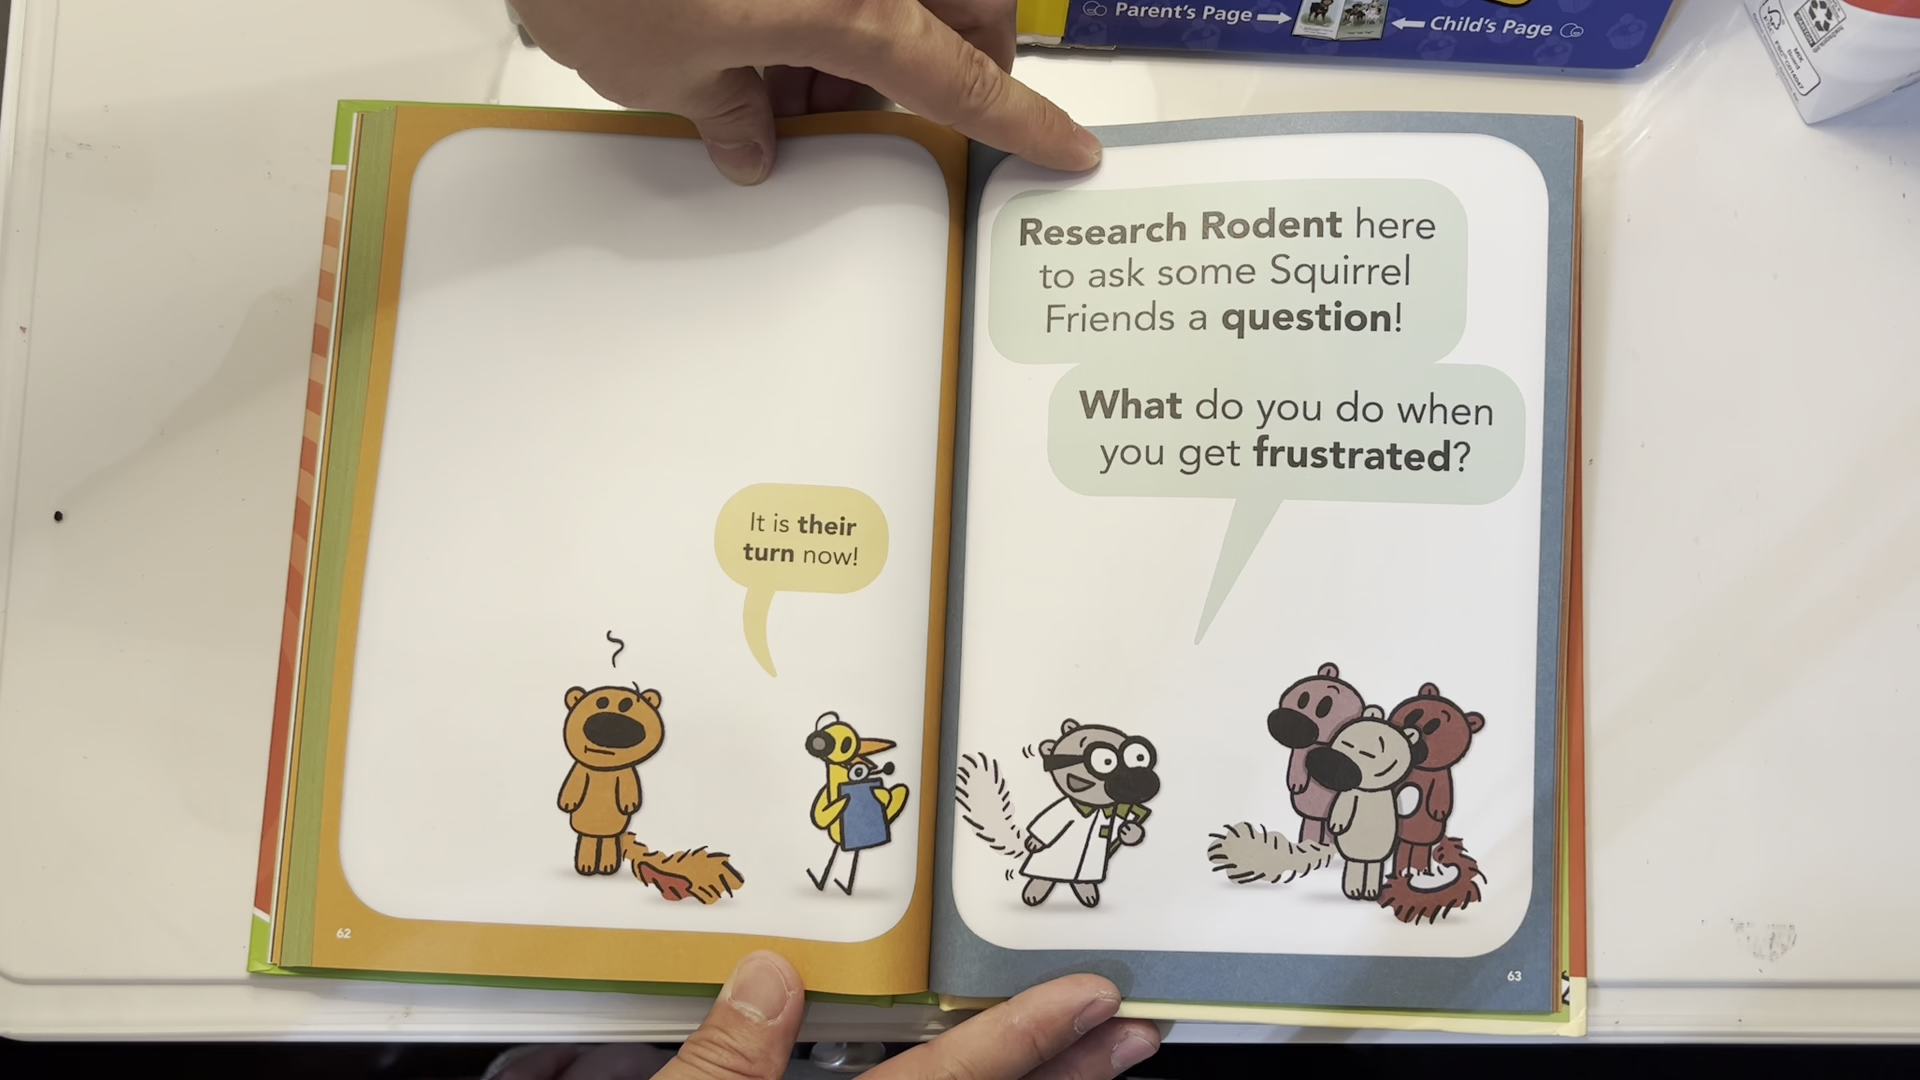 Parent's Page
Child's Page
It is their
turn now!
62
Research Rodent here
to ask some Squirrel
Friends a question!
What do you do when
you get frustrated?
63